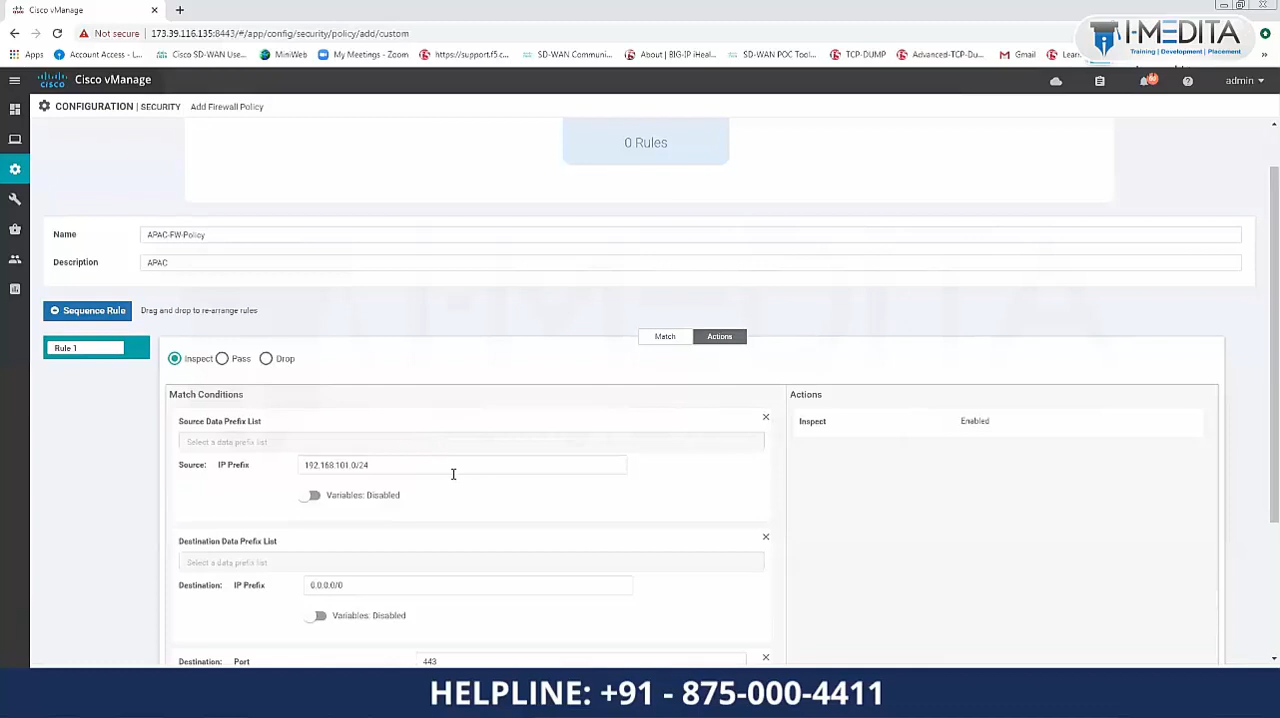 Cisco vManage
Not secure 173.39.116.135:8443/#/app/config/security/policy/add/custom
I-MEDITA
Training | Development | Placement
Apps Account Access - L... Cisco SD-WAN Use... MiniWeb My Meetings - Zoom https://segotn17.f5.c... SD-WAN Communi... About | BIG-IP iHeal... SD-WAN POC Tool... TCP-DUMP Advanced-TCP-Du... Gmail
cisco Cisco vManage
admin
CONFIGURATION | SECURITY Add Firewall Policy
0 Rules
Name APAC-FW-Policy
Description APAC
Sequence Rule Drag and drop to re-arrange rules
Match Actions
Rule 1
Inspect Pass Drop
Match Conditions
Actions
Source Data Prefix List
Inspect Enabled
Select a data prefix list
Source: IP Prefix 192.168.101.0/24
Variables: Disabled
Destination Data Prefix List
Select a data prefix list
Destination: IP Prefix 0.0.0.0/0
Variables: Disabled
Destination: Port 443
HELPLINE: +91 - 875-000-4411